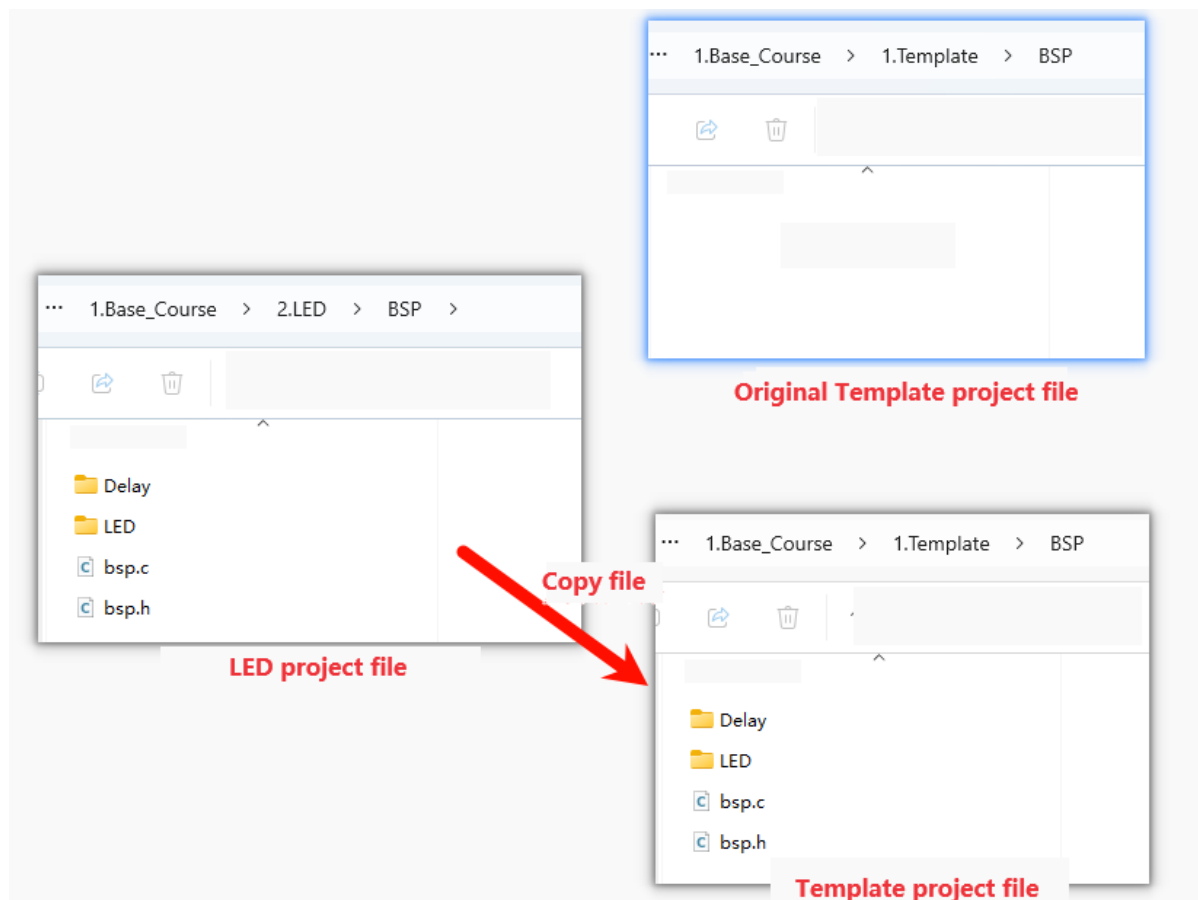 ... 1.Base_Course > 1.Template > BSP
Original Template project file
... 1.Base_Course > 2.LED > BSP >
Delay
LED
bsp.c
bsp.h
LED project file
Copy file
... 1.Base_Course > 1.Template > BSP
Delay
LED
bsp.c
bsp.h
Template project file